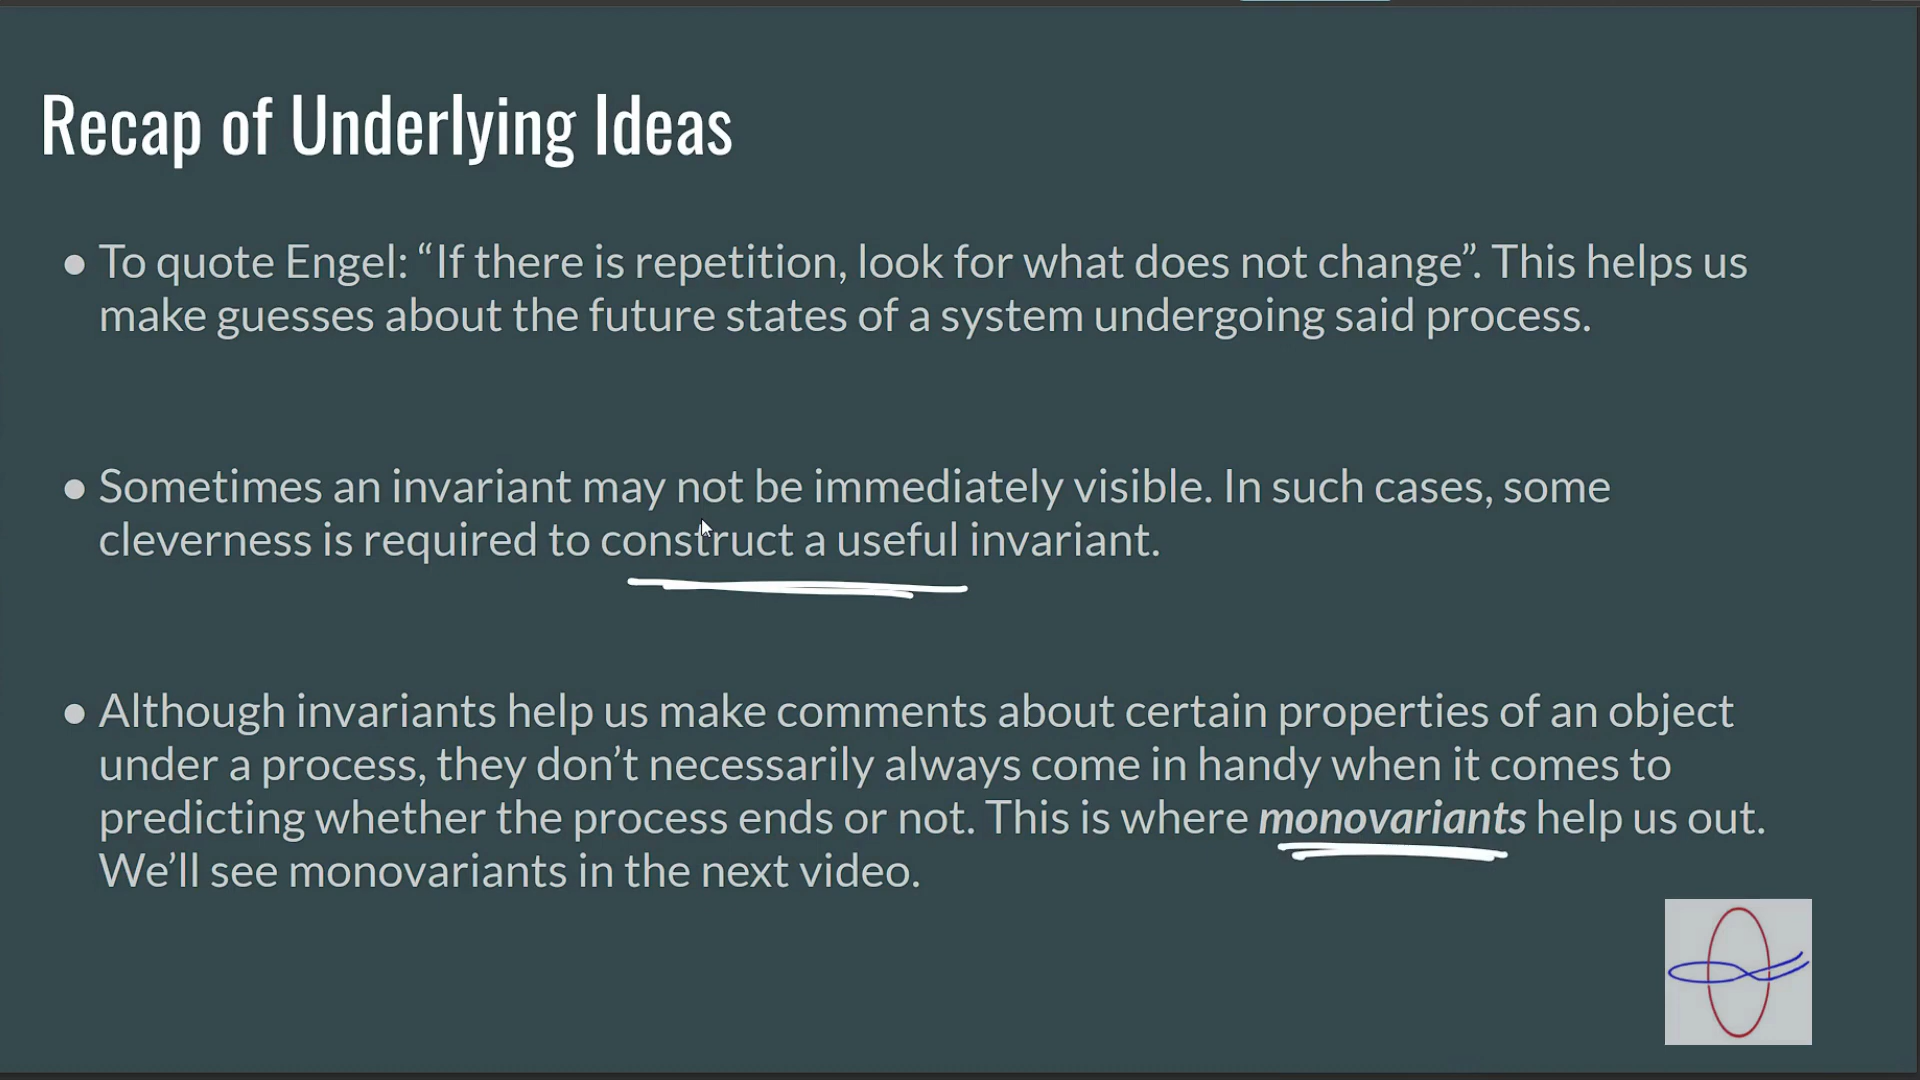 Recap of Underlying Ideas
● To quote Engel: “If there is repetition, look for what does not change”. This helps us
make guesses about the future states of a system undergoing said process.
● Sometimes an invariant may not be immediately visible. In such cases, some
cleverness is required to construct a useful invariant.
● Although invariants help us make comments about certain properties of an object
under a process, they don’t necessarily always come in handy when it comes to
predicting whether the process ends or not. This is where monovariants help us out.
We’ll see monovariants in the next video.